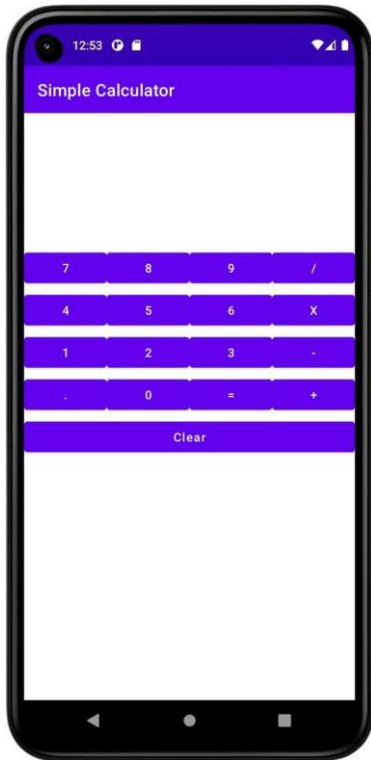 12:53
Simple Calculator
7 8 9 /
4 5 6 X
1 2 3 -
. 0 = +
Clear